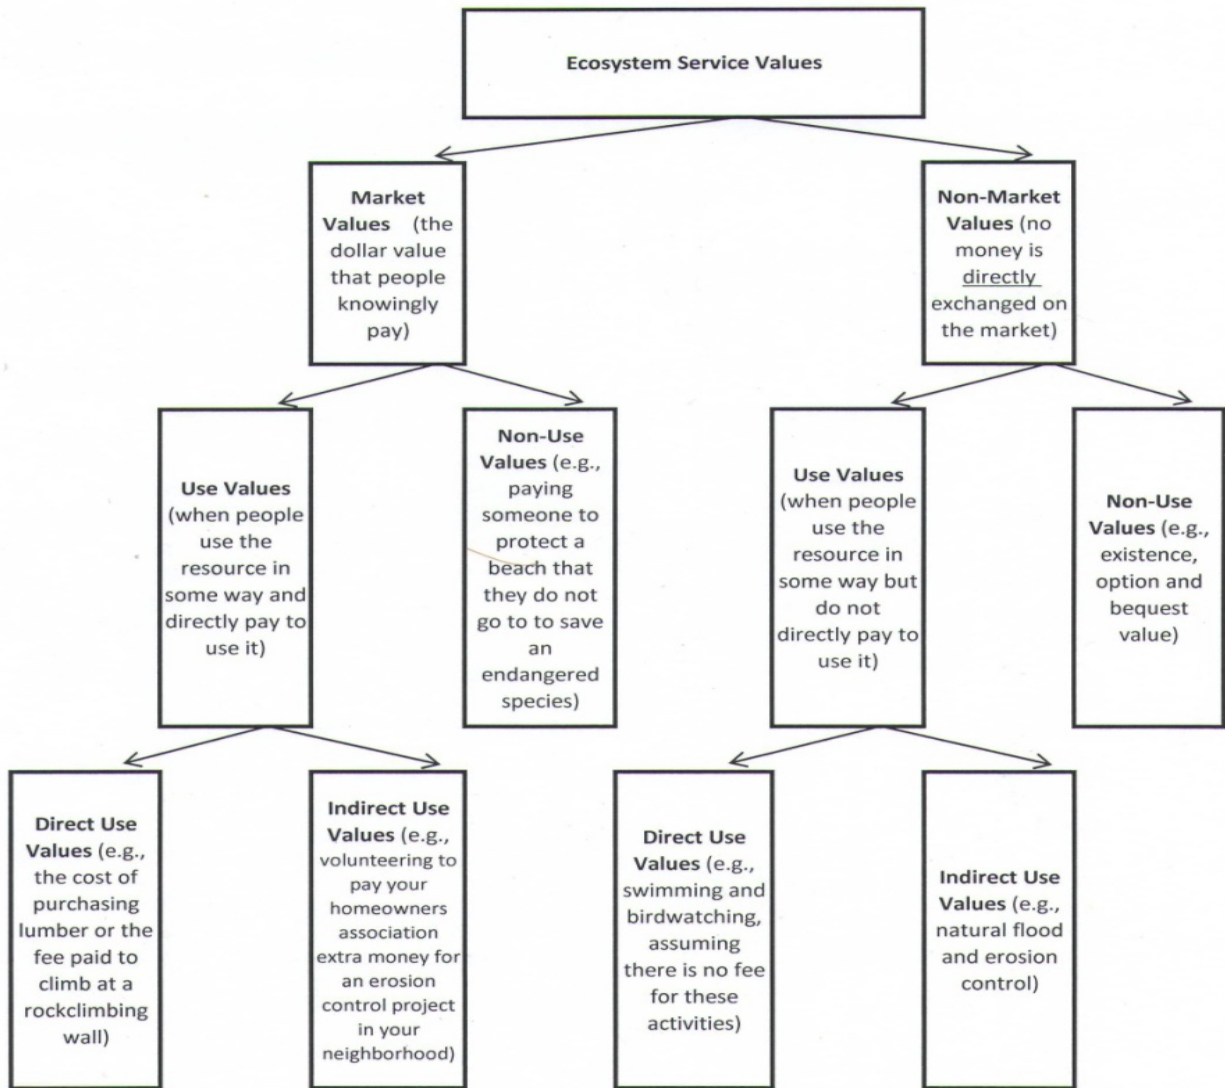 Ecosystem Service Values
Market
Values (the
dollar value
that people
knowingly
pay)
Non-Market
Values (no
money is
directly
exchanged on
the market)
Use Values
(when people
use the
resource in
some way and
directly pay to
use it)
Non-Use
Values (e.g.,
paying
someone to
protect a
beach that
they do not
go to to save
an
endangered
species)
Use Values
(when people
use the
resource in
some way but
do not
directly pay to
use it)
Non-Use
Values (e.g.,
existence,
option and
bequest
value)
Direct Use
Values (e.g.,
the cost of
purchasing
lumber or the
fee paid to
climb at a
rockclimbing
wall)
Indirect Use
Values (e.g.,
volunteering to
pay your
homeowners
association
extra money for
an erosion
control project
in your
neighborhood)
Direct Use
Values (e.g.,
swimming and
birdwatching,
assuming
there is no fee
for these
activities)
Indirect Use
Values (e.g.,
natural flood
and erosion
control)